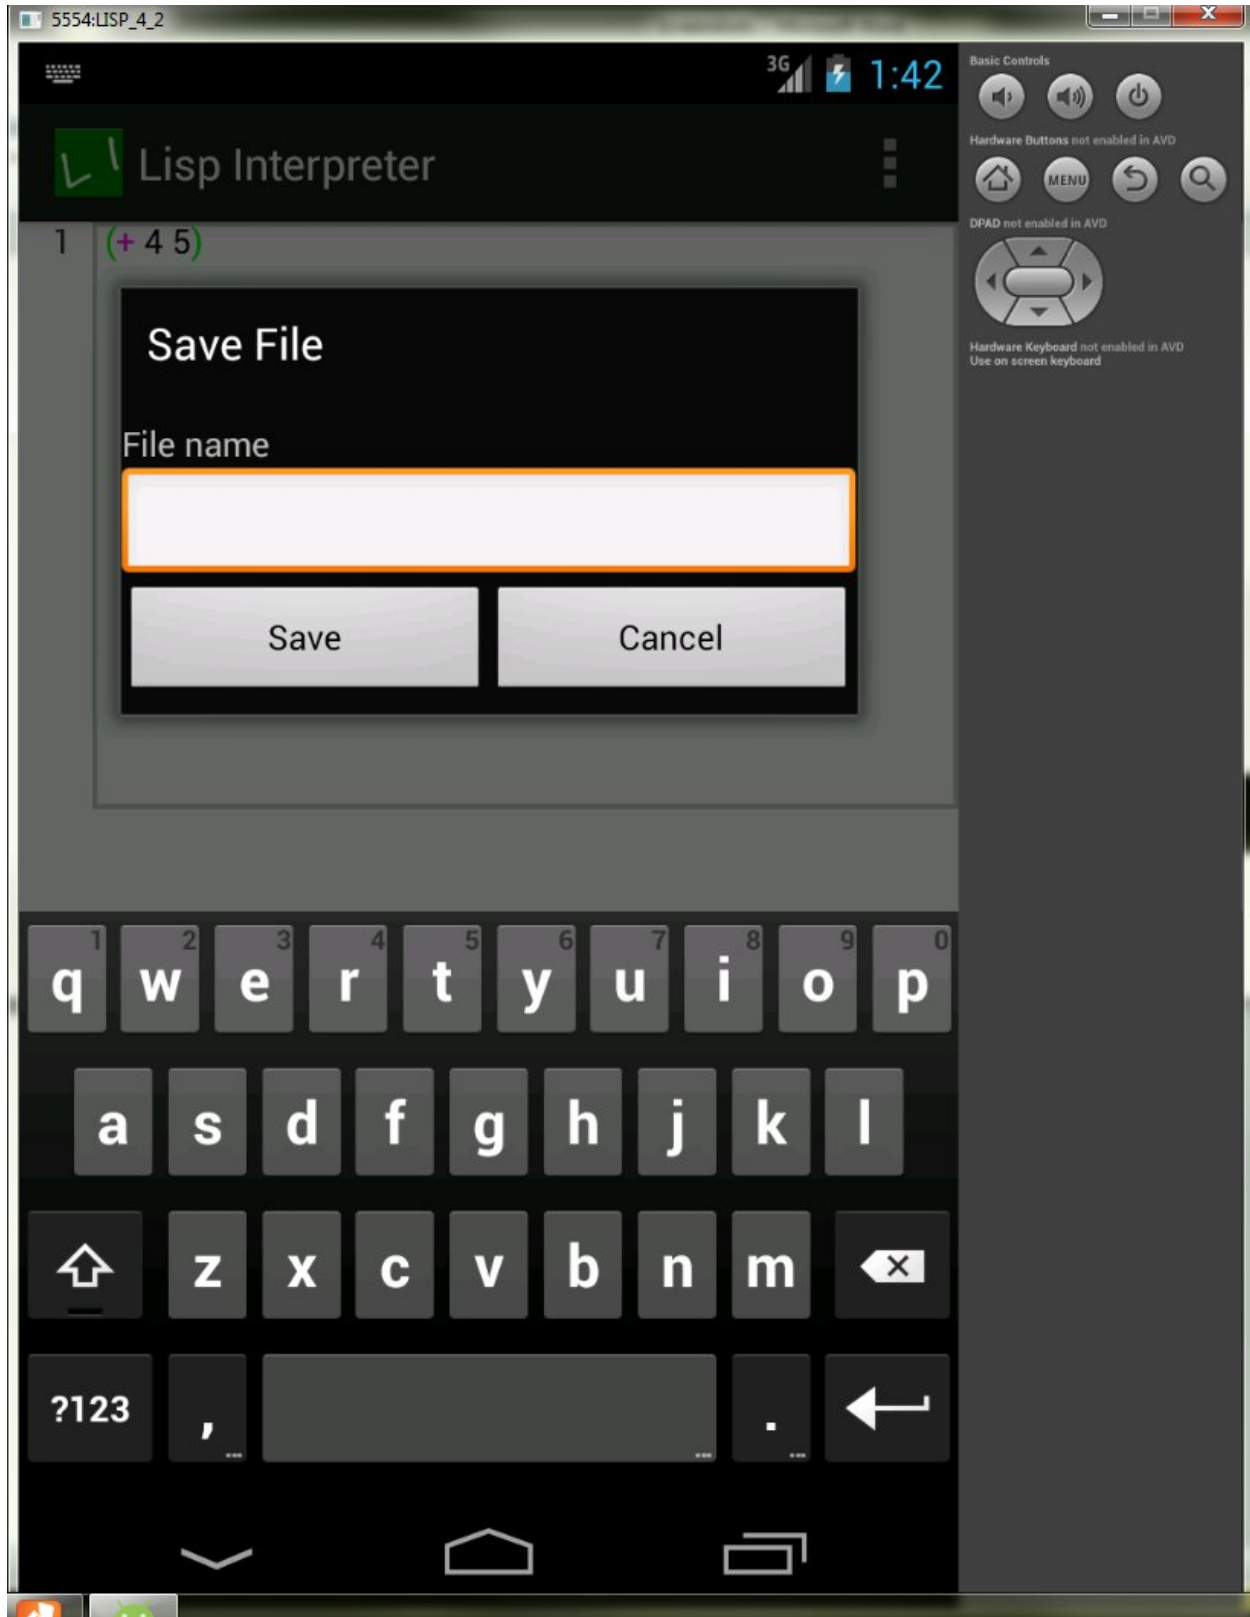 5554:LISP_4_2
3G 1:42
Lisp Interpreter
1 (+ 4 5)
Save File
File name
Save Cancel
1 2 3 4 5 6 7 8 9 0
q w e r t y u i o p
a s d f g h j k l
z x c v b n m
?123 , ... ... . ...
Basic Controls
Hardware Buttons not enabled in AVD
MENU
DPAD not enabled in AVD
Hardware Keyboard not enabled in AVD
Use on screen keyboard